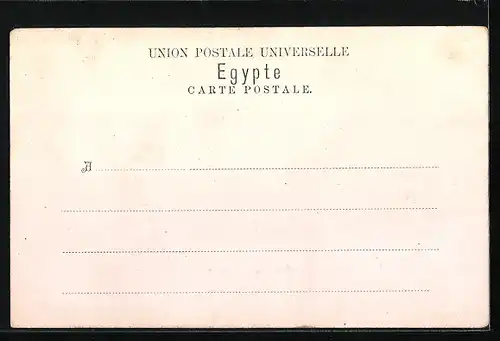 UNION POSTALE UNIVERSELLE
Egypte
CARTE POSTALE.
A